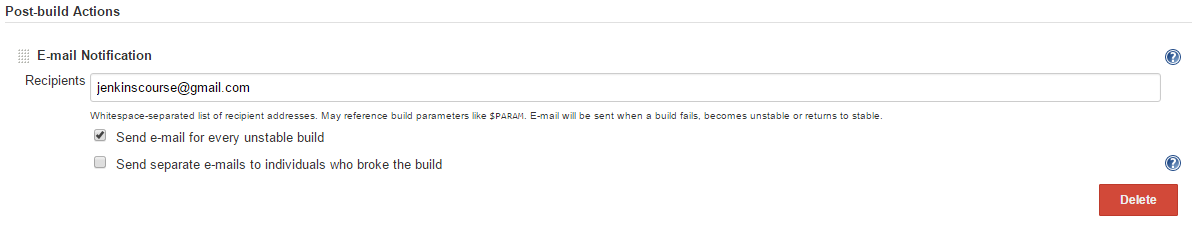 Post-build Actions
E-mail Notification
?
Recipients jenkinscourse@gmail.com
Whitespace-separated list of recipient addresses. May reference build parameters like $PARAM. E-mail will be sent when a build fails, becomes unstable or returns to stable.
Send e-mail for every unstable build
Send separate e-mails to individuals who broke the build
?
Delete